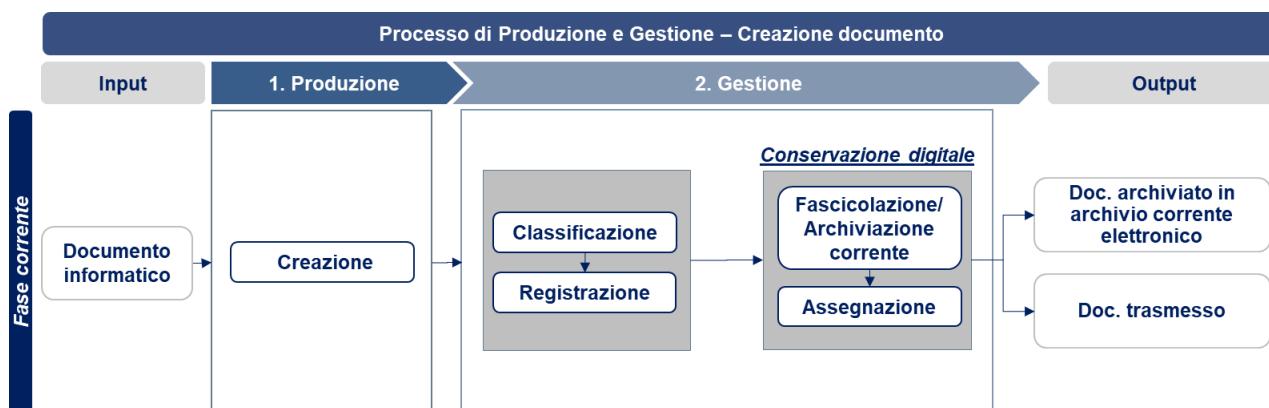 Processo di Produzione e Gestione – Creazione documento
Input
1. Produzione
2. Gestione
Output
Fase corrente
Documento
informatico
Creazione
Classificazione
Registrazione
Conservazione digitale
Fascicolazione/
Archiviazione
corrente
Assegnazione
Doc. archiviato in
archivio corrente
elettronico
Doc. trasmesso